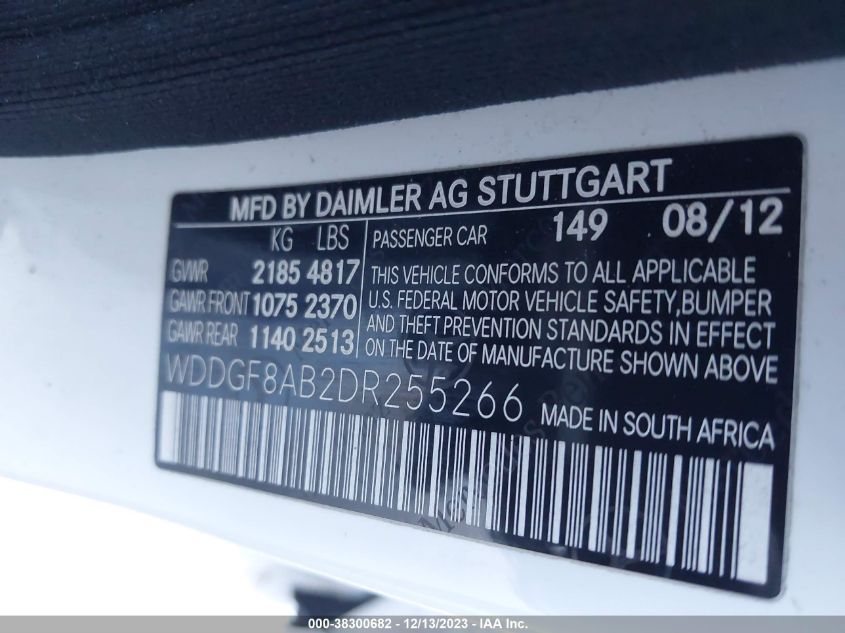 MFD BY DAIMLER AG STUTTGART
KG LBS
GVWR 2185 4817
GAWR FRONT 1075 2370
GAWR REAR 1140 2513
PASSENGER CAR 149 08/12
THIS VEHICLE CONFORMS TO ALL APPLICABLE
U.S. FEDERAL MOTOR VEHICLE SAFETY,BUMPER
AND THEFT PREVENTION STANDARDS IN EFFECT
ON THE DATE OF MANUFACTURE SHOWN ABOVE.
WDDGF8AB2DR255266
MADE IN SOUTH AFRICA
000-38300682 - 12/13/2023 - IAA Inc.